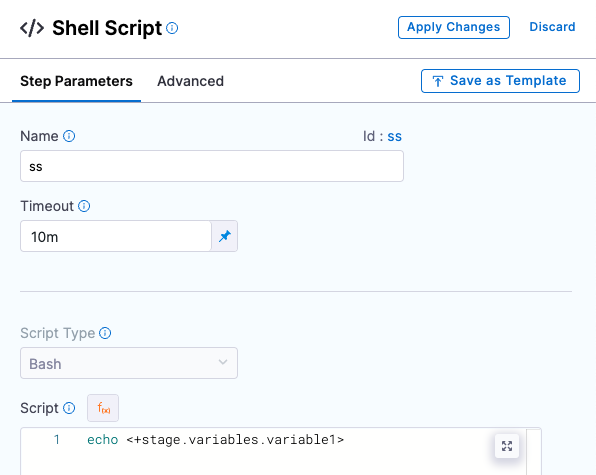 </> Shell Script
Apply Changes
Discard
Step Parameters
Advanced
Save as Template
Name
Id : ss
ss
Timeout
10m
Script Type
Bash
Script
f(x)
1 echo <+stage.variables.variable1>